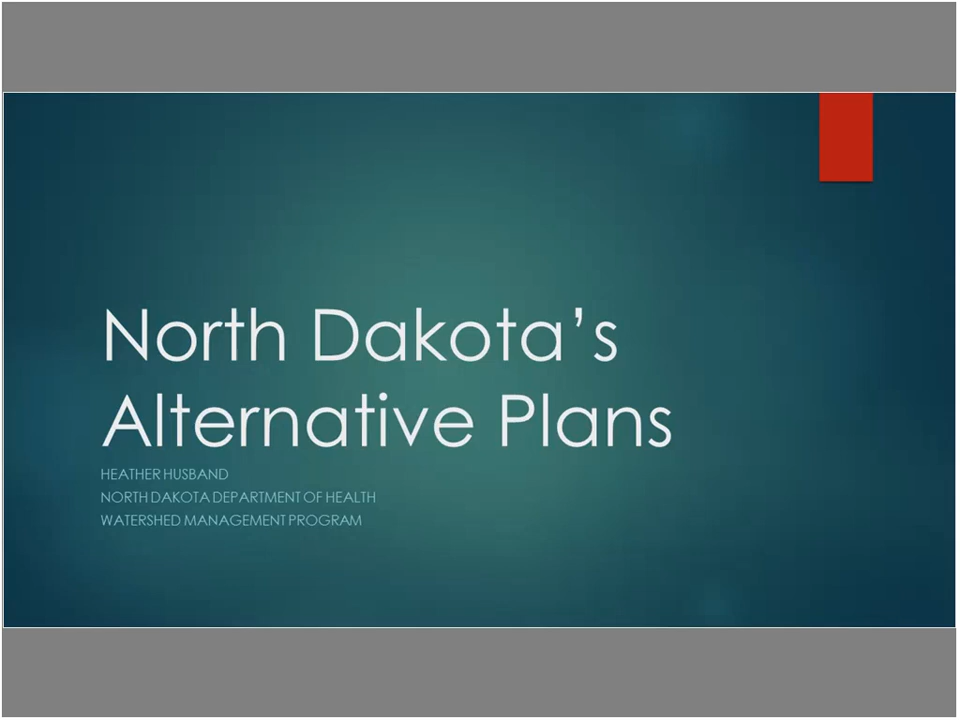 North Dakota’s
Alternative Plans
HEATHER HUSBAND
NORTH DAKOTA DEPARTMENT OF HEALTH
WATERSHED MANAGEMENT PROGRAM